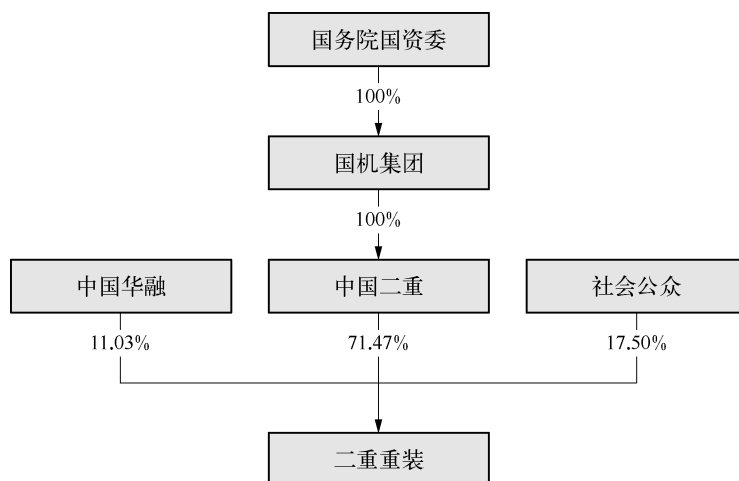 国务院国资委
100%
国机集团
100%
中国华融
中国二重
社会公众
11.03%
71.47%
17.50%
二重重装